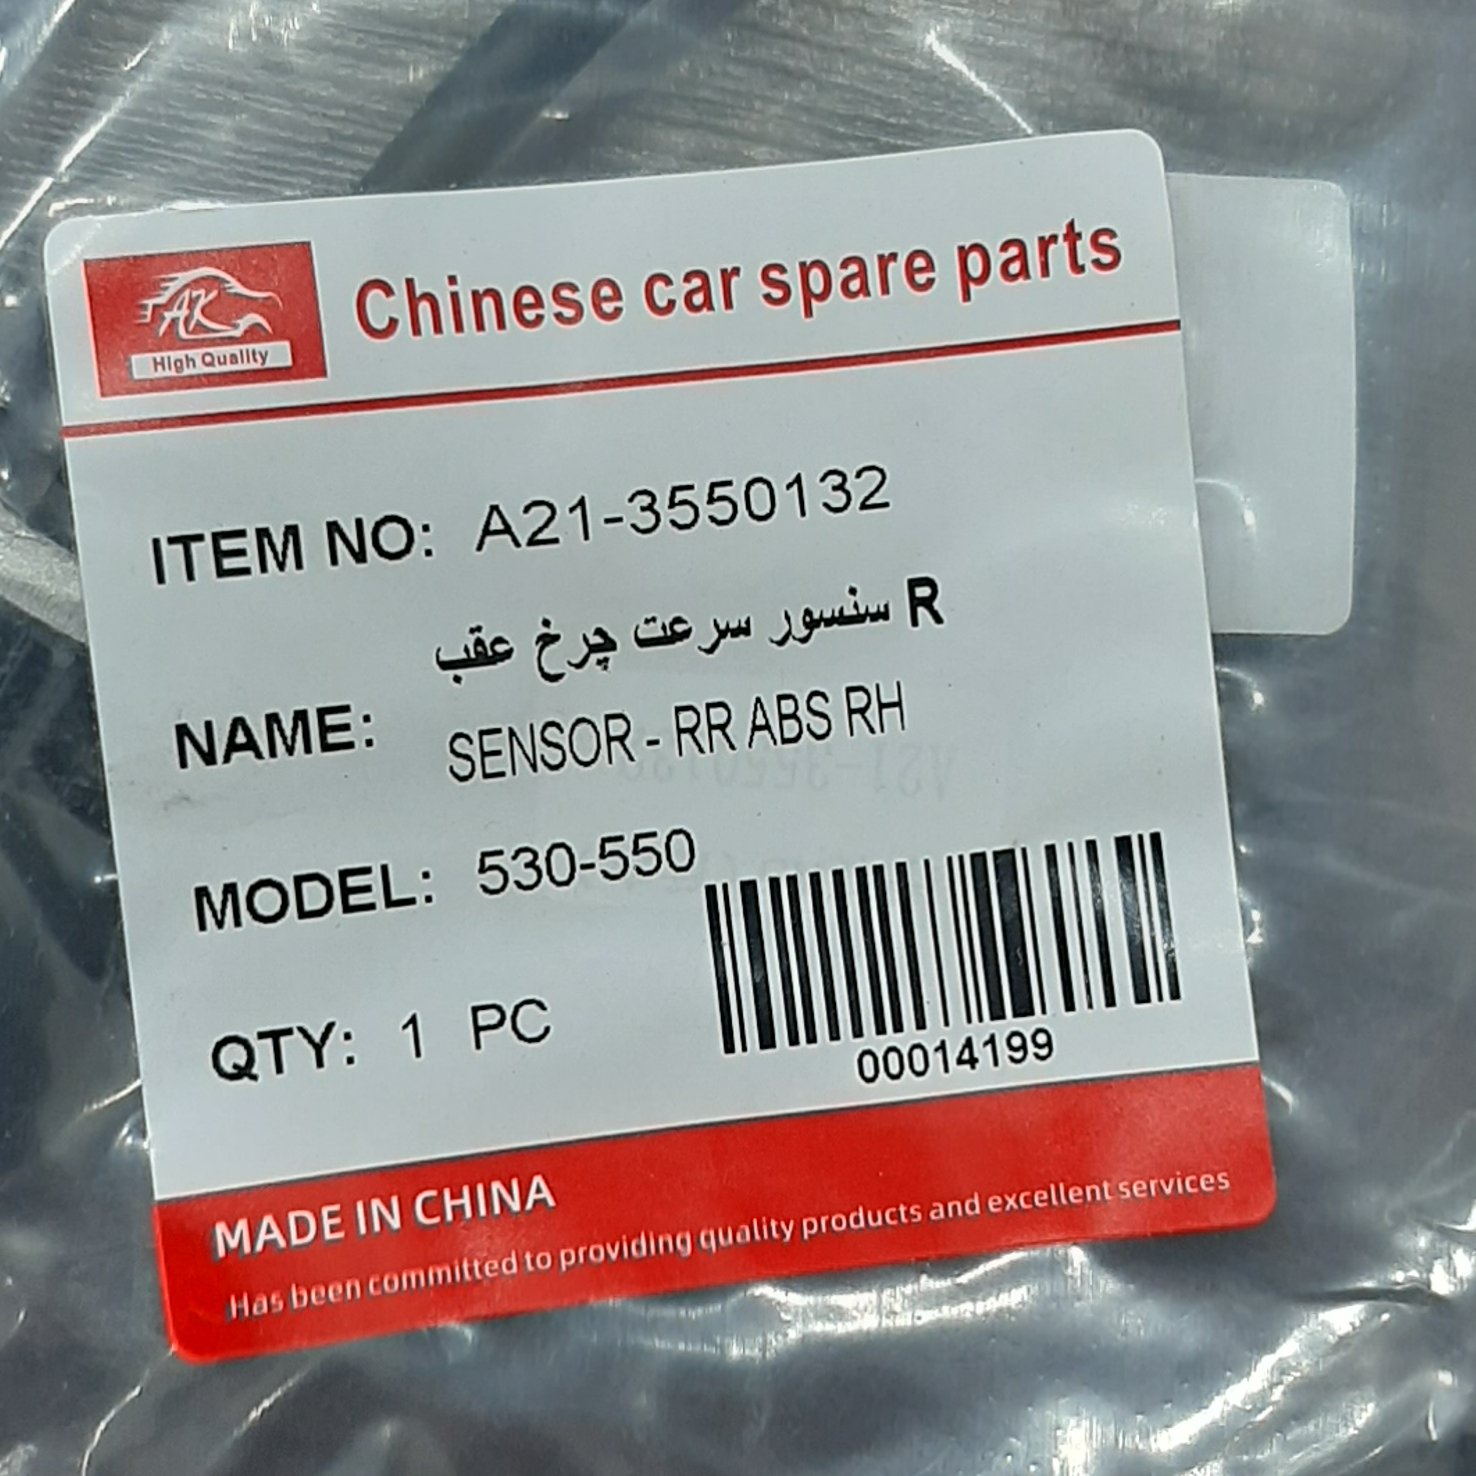 AK
High Quality
Chinese car spare parts
ITEM NO: A21-3550132
سنسور سرعت چرخ عقب R
NAME: SENSOR - RR ABS RH
MODEL: 530-550
QTY: 1 PC
00014199
MADE IN CHINA
Has been committed to providing quality products and excellent services